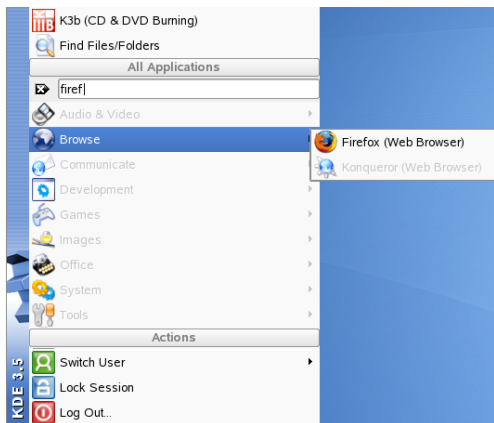 K3b (CD & DVD Burning)
Find Files/Folders
All Applications
firef
Audio & Video
Browse
Firefox (Web Browser)
Konqueror (Web Browser)
Communicate
Development
Games
Images
Office
System
Tools
Actions
Switch User
Lock Session
Log Out...
KDE 3.5